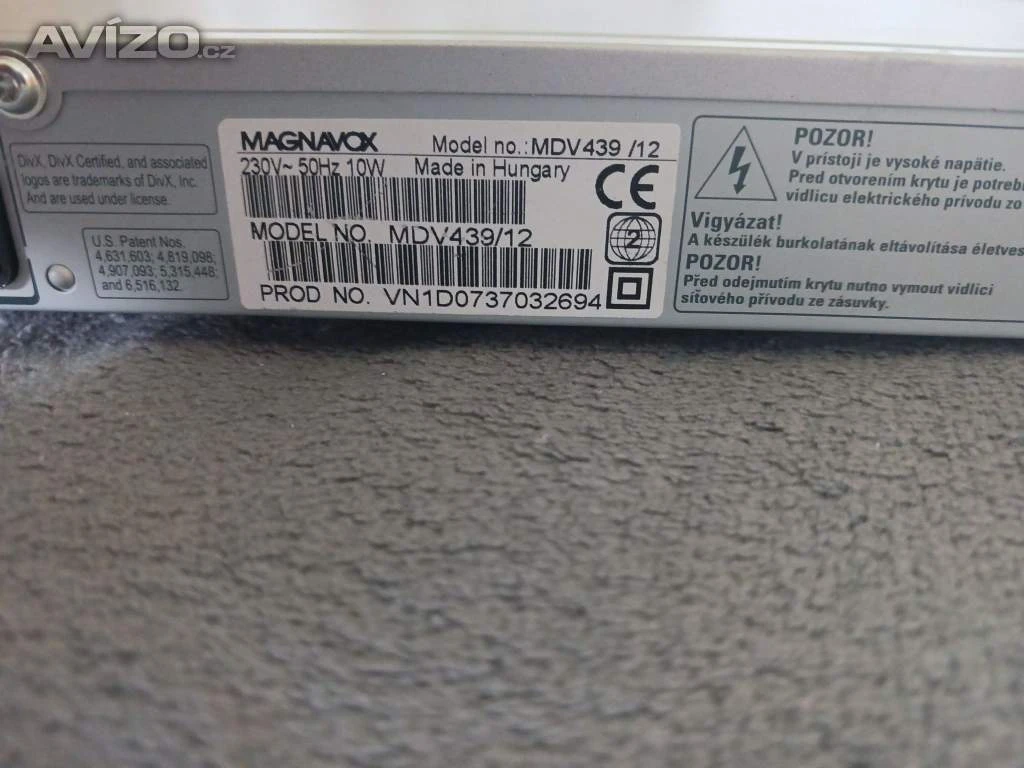 AVÍZO.cz
DivX, DivX Certified, and associated
logos are trademarks of DivX, Inc.
And are used under license.
U.S. Patent Nos.
4,631,603; 4,819,098;
4,907,093; 5,315,448;
and 6,516,132.
MAGNAVOX Model no.:MDV439 /12
230V~ 50Hz 10W Made in Hungary
CE
2
MODEL NO. MDV439/12
PROD NO. VN1D0737032694
POZOR!
V prístoji je vysoké napätie.
Pred otvorením krytu je potreb
vidlicu elektrického prívodu zo
Vigyázat!
A készülék burkolatának eltávolítása életves
POZOR!
Před odejmutím krytu nutno vymout vidlici
síťového přívodu ze zásuvky.